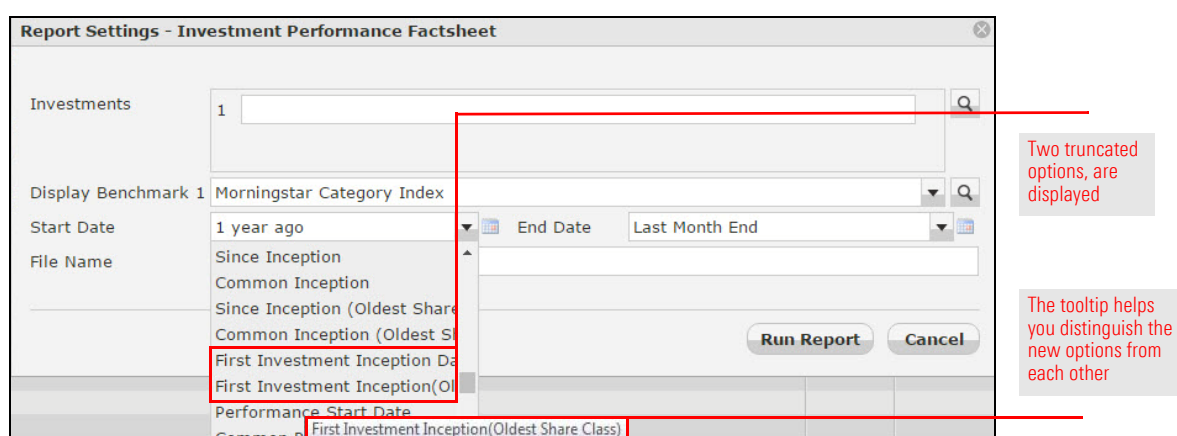 Report Settings - Investment Performance Factsheet
Investments
1
Display Benchmark 1 Morningstar Category Index
Start Date 1 year ago End Date Last Month End
File Name
Since Inception
Common Inception
Since Inception (Oldest Share
Common Inception (Oldest S
First Investment Inception Da
First Investment Inception(Ol
Performance Start Date
Common
First Investment Inception(Oldest Share Class)
Run Report Cancel
Two truncated
options, are
displayed
The tooltip helps
you distinguish the
new options from
each other